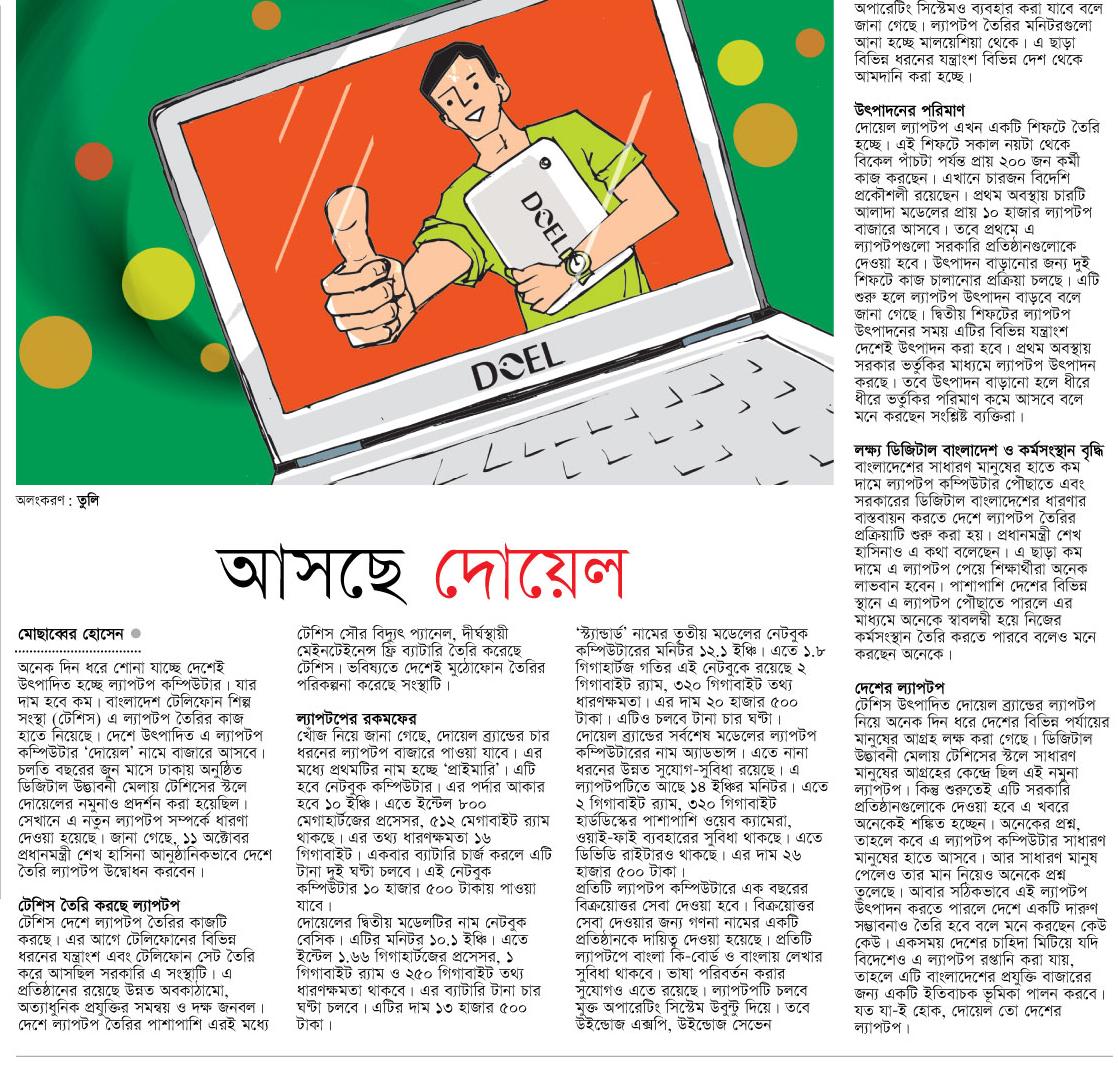 DOEL
DOEL
অলংকরণ : তুলি
আসছে দোয়েল
মোছাব্বের হোসেন
অনেক দিন ধরে শোনা যাচ্ছে দেশেই
উৎপাদিত হচ্ছে ল্যাপটপ কম্পিউটার। যার
দাম হবে কম। বাংলাদেশ টেলিফোন শিল্প
সংস্থা (টেশিস) এ ল্যাপটপ তৈরির কাজ
হাতে নিয়েছে। দেশে উৎপাদিত এ ল্যাপটপ
কম্পিউটার ‘দোয়েল’ নামে বাজারে আসবে।
চলতি বছরের জুন মাসে ঢাকায় অনুষ্ঠিত
ডিজিটাল উদ্ভাবনী মেলায় টেশিসের স্টলে
দোয়েলের নমুনাও প্রদর্শন করা হয়েছিল।
সেখানে এ নতুন ল্যাপটপ সম্পর্কে ধারণা
দেওয়া হয়েছে। জানা গেছে, ১১ অক্টোবর
প্রধানমন্ত্রী শেখ হাসিনা আনুষ্ঠানিকভাবে দেশে
তৈরি ল্যাপটপ উদ্বোধন করবেন।
টেশিস তৈরি করছে ল্যাপটপ
টেশিস দেশে ল্যাপটপ তৈরির কাজটি
করছে। এর আগে টেলিফোনের বিভিন্ন
ধরনের যন্ত্রাংশ এবং টেলিফোন সেট তৈরি
করে আসছিল সরকারি এ সংস্থাটি। এ
প্রতিষ্ঠানের রয়েছে উন্নত অবকাঠামো,
অত্যাধুনিক প্রযুক্তির সমন্বয় ও দক্ষ জনবল।
দেশে ল্যাপটপ তৈরির পাশাপাশি এরই মধ্যে
টেশিস সৌর বিদ্যুৎ প্যানেল, দীর্ঘস্থায়ী
মেইনটেইনেন্স ফ্রি ব্যাটারি তৈরি করেছে
টেশিস। ভবিষ্যতে দেশেই মুঠোফোন তৈরির
পরিকল্পনা করেছে সংস্থাটি।
ল্যাপটপের রকমফের
খোঁজ নিয়ে জানা গেছে, দোয়েল ব্র্যান্ডের চার
ধরনের ল্যাপটপ বাজারে পাওয়া যাবে। এর
মধ্যে প্রথমটির নাম হচ্ছে ‘প্রাইমারি’। এটি
হবে নেটবুক কম্পিউটার। এর পর্দার আকার
হবে ১০ ইঞ্চি। এতে ইন্টেল ৮০০
মেগাহার্টজের প্রসেসর, ৫১২ মেগাবাইট র‍্যাম
থাকছে। এর তথ্য ধারণক্ষমতা ১৬
গিগাবাইট। একবার ব্যাটারি চার্জ করলে এটি
টানা দুই ঘণ্টা চলবে। এই নেটবুক
কম্পিউটার ১০ হাজার ৫০০ টাকায় পাওয়া
যাবে।
দোয়েলের দ্বিতীয় মডেলটির নাম নেটবুক
বেসিক। এটির মনিটর ১০.১ ইঞ্চি। এতে
ইন্টেল ১.৬৬ গিগাহার্টজের প্রসেসর, ১
গিগাবাইট র‍্যাম ও ২৫০ গিগাবাইট তথ্য
ধারণক্ষমতা থাকবে। এর ব্যাটারি টানা চার
ঘণ্টা চলবে। এটির দাম ১৩ হাজার ৫০০
টাকা।
‘স্ট্যান্ডার্ড’ নামের তৃতীয় মডেলের নেটবুক
কম্পিউটারের মনিটর ১২.১ ইঞ্চি। এতে ১.৮
গিগাহার্টজ গতির এই নেটবুকে রয়েছে ২
গিগাবাইট র‍্যাম, ৩২০ গিগাবাইট তথ্য
ধারণক্ষমতা। এর দাম ২০ হাজার ৫০০
টাকা। এটিও চলবে টানা চার ঘণ্টা।
দোয়েল ব্র্যান্ডের সর্বশেষ মডেলের ল্যাপটপ
কম্পিউটারের নাম অ্যাডভান্স। এতে নানা
ধরনের উন্নত সুযোগ-সুবিধা রয়েছে। এ
ল্যাপটপটিতে আছে ১৪ ইঞ্চির মনিটর। এতে
২ গিগাবাইট র‍্যাম, ৩২০ গিগাবাইট
হার্ডডিস্কের পাশাপাশি ওয়েব ক্যামেরা,
ওয়াই-ফাই ব্যবহারের সুবিধা থাকছে। এতে
ডিভিডি রাইটারও থাকছে। এর দাম ২৬
হাজার ৫০০ টাকা।
প্রতিটি ল্যাপটপ কম্পিউটারে এক বছরের
বিক্রয়োত্তর সেবা দেওয়া হবে। বিক্রয়োত্তর
সেবা দেওয়ার জন্য গণনা নামের একটি
প্রতিষ্ঠানকে দায়িত্ব দেওয়া হয়েছে। প্রতিটি
ল্যাপটপে বাংলা কি-বোর্ড ও বাংলায় লেখার
সুবিধা থাকবে। ভাষা পরিবর্তন করার
সুযোগও এতে রয়েছে। ল্যাপটপটি চলবে
মুক্ত অপারেটিং সিস্টেম উবুন্টু দিয়ে। তবে
উইন্ডোজ এক্সপি, উইন্ডোজ সেভেন
অপারেটিং সিস্টেমও ব্যবহার করা যাবে বলে
জানা গেছে। ল্যাপটপ তৈরির মনিটরগুলো
আনা হচ্ছে মালয়েশিয়া থেকে। এ ছাড়া
বিভিন্ন ধরনের যন্ত্রাংশ বিভিন্ন দেশ থেকে
আমদানি করা হচ্ছে।
উৎপাদনের পরিমাণ
দোয়েল ল্যাপটপ এখন একটি শিফটে তৈরি
হচ্ছে। এই শিফটে সকাল নয়টা থেকে
বিকেল পাঁচটা পর্যন্ত প্রায় ২০০ জন কর্মী
কাজ করছেন। এখানে চারজন বিদেশি
প্রকৌশলী রয়েছেন। প্রথম অবস্থায় চারটি
আলাদা মডেলের প্রায় ১০ হাজার ল্যাপটপ
বাজারে আসবে। তবে প্রথমে এ
ল্যাপটপগুলো সরকারি প্রতিষ্ঠানগুলোকে
দেওয়া হবে। উৎপাদন বাড়ানোর জন্য দুই
শিফটে কাজ চালানোর প্রক্রিয়া চলছে। এটি
শুরু হলে ল্যাপটপ উৎপাদন বাড়বে বলে
জানা গেছে। দ্বিতীয় শিফটের ল্যাপটপ
উৎপাদনের সময় এটির বিভিন্ন যন্ত্রাংশ
দেশেই উৎপাদন করা হবে। প্রথম অবস্থায়
সরকার ভর্তুকির মাধ্যমে ল্যাপটপ উৎপাদন
করছে। তবে উৎপাদন বাড়ানো হলে ধীরে
ধীরে ভর্তুকির পরিমাণ কমে আসবে বলে
মনে করছেন সংশ্লিষ্ট ব্যক্তিরা।
লক্ষ্য ডিজিটাল বাংলাদেশ ও কর্মসংস্থান বৃদ্ধি
বাংলাদেশের সাধারণ মানুষের হাতে কম
দামে ল্যাপটপ কম্পিউটার পৌঁছাতে এবং
সরকারের ডিজিটাল বাংলাদেশের ধারণার
বাস্তবায়ন করতে দেশে ল্যাপটপ তৈরির
প্রক্রিয়াটি শুরু করা হয়। প্রধানমন্ত্রী শেখ
হাসিনাও এ কথা বলেছেন। এ ছাড়া কম
দামে এ ল্যাপটপ পেয়ে শিক্ষার্থীরা অনেক
লাভবান হবেন। পাশাপাশি দেশের বিভিন্ন
স্থানে এ ল্যাপটপ পৌঁছাতে পারলে এর
মাধ্যমে অনেকে স্বাবলম্বী হয়ে নিজের
কর্মসংস্থান তৈরি করতে পারবে বলেও মনে
করছেন অনেকে।
দেশের ল্যাপটপ
টেশিস উৎপাদিত দোয়েল ব্র্যান্ডের ল্যাপটপ
নিয়ে অনেক দিন ধরে দেশের বিভিন্ন পর্যায়ের
মানুষের আগ্রহ লক্ষ করা গেছে। ডিজিটাল
উদ্ভাবনী মেলায় টেশিসের স্টলে সাধারণ
মানুষের আগ্রহের কেন্দ্রে ছিল এই নমুনা
ল্যাপটপ। কিন্তু শুরুতেই এটি সরকারি
প্রতিষ্ঠানগুলোকে দেওয়া হবে এ খবরে
অনেকেই শঙ্কিত হচ্ছেন। অনেকের প্রশ্ন,
তাহলে কবে এ ল্যাপটপ কম্পিউটার সাধারণ
মানুষের হাতে আসবে। আর সাধারণ মানুষ
পেলেও তার মান নিয়েও অনেকে প্রশ্ন
তুলেছে। আবার সঠিকভাবে এই ল্যাপটপ
উৎপাদন করতে পারলে দেশে একটি দারুণ
সম্ভাবনাও তৈরি হবে বলে মনে করছেন কেউ
কেউ। একসময় দেশের চাহিদা মিটিয়ে যদি
বিদেশেও এ ল্যাপটপ রপ্তানি করা যায়,
তাহলে এটি বাংলাদেশের প্রযুক্তি বাজারের
জন্য একটি ইতিবাচক ভূমিকা পালন করবে।
যত যা-ই হোক, দোয়েল তো দেশের
ল্যাপটপ।